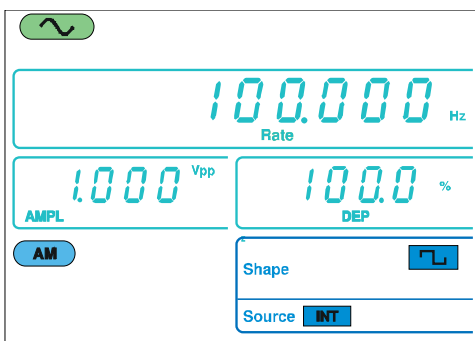 100.000 Hz
Rate
1.000 Vpp
AMPL
100.0 %
DEP
AM
Shape
Source INT